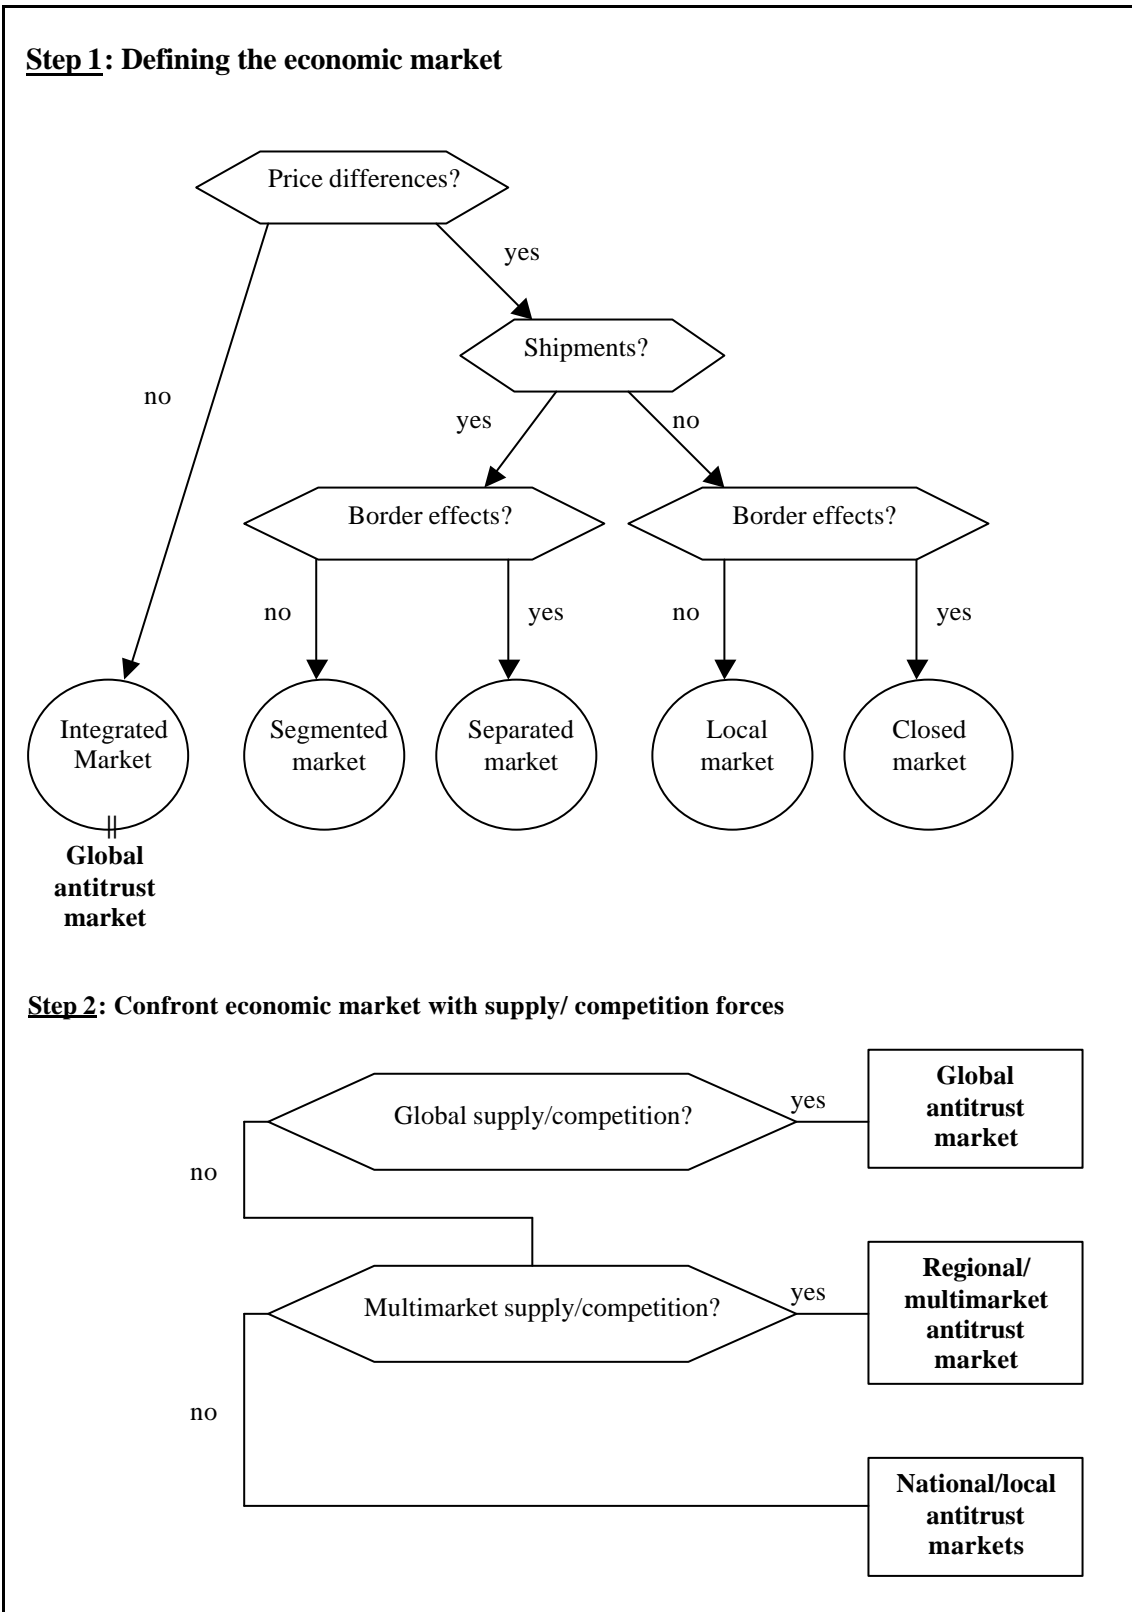 Step 1: Defining the economic market
Price differences?
yes
Shipments?
no
yes
no
Border effects?
Border effects?
no
yes
no
yes
Integrated
Market
Segmented
market
Separated
market
Local
market
Closed
market
Global
antitrust
market
Step 2: Confront economic market with supply/ competition forces
Global supply/competition?
yes
Global
antitrust
market
no
Multimarket supply/competition?
yes
Regional/
multimarket
antitrust
market
no
National/local
antitrust
markets